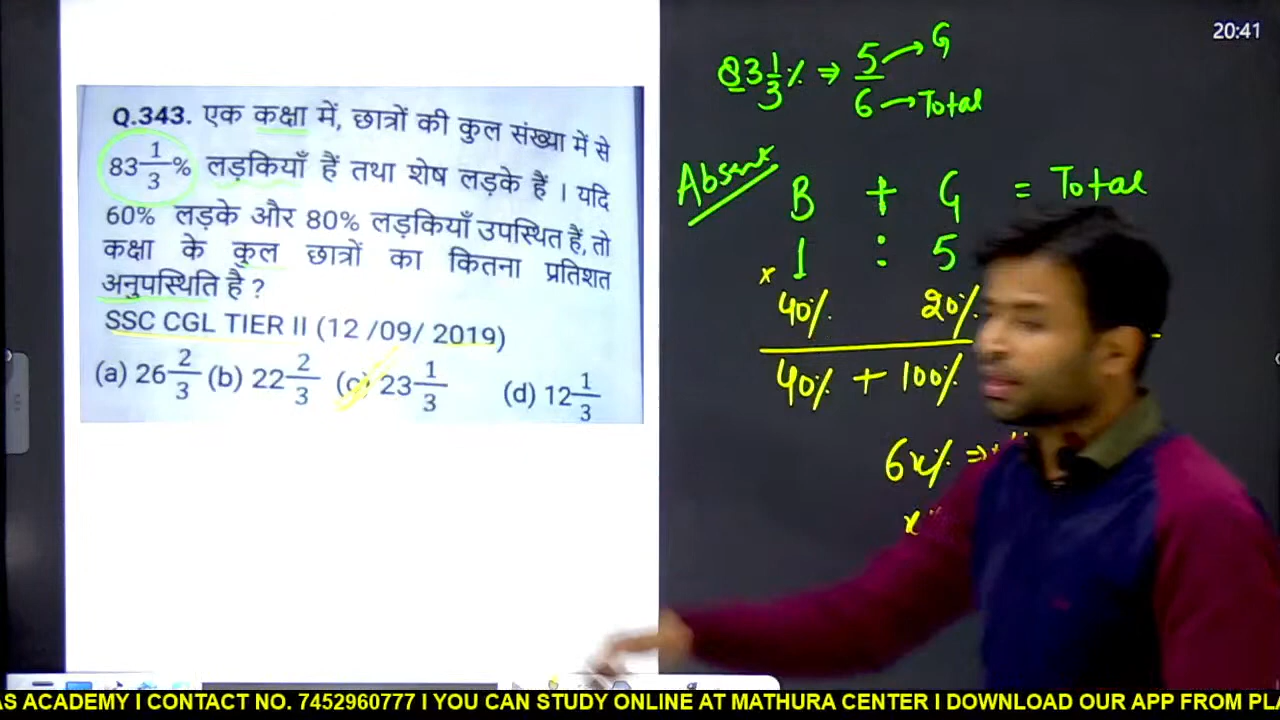 20:41
Q.343. एक कक्षा में, छात्रों की कुल संख्या में से
83 1/3 % लड़कियाँ हैं तथा शेष लड़के हैं । यदि
60% लड़के और 80% लड़कियाँ उपस्थित हैं, तो
कक्षा के कुल छात्रों का कितना प्रतिशत
अनुपस्थिति है ?
SSC CGL TIER II (12 /09/ 2019)
(a) 26 2/3 (b) 22 2/3 (c) 23 1/3 (d) 12 1/3
83 1/3 % ⇒ 5/6
G
Total
Absent
B + G = Total
1 : 5
× 40% 20%
40% + 100%
6x% ⇒
x
AS ACADEMY I CONTACT NO. 7452960777 I YOU CAN STUDY ONLINE AT MATHURA CENTER I DOWNLOAD OUR APP FROM PLA